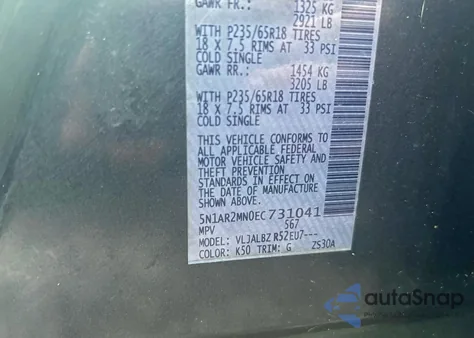 GAWR FR.: 1325 KG
2921 LB
WITH P235/65R18 TIRES
18 X 7.5 RIMS AT 33 PSI
COLD SINGLE
GAWR RR.: 1454 KG
3205 LB
WITH P235/65R18 TIRES
18 X 7.5 RIMS AT 33 PSI
COLD SINGLE
THIS VEHICLE CONFORMS TO
ALL APPLICABLE FEDERAL
MOTOR VEHICLE SAFETY AND
THEFT PREVENTION
STANDARDS IN EFFECT ON THE
DATE OF MANUFACTURE
SHOWN ABOVE.
5N1AR2MN0EC731041
MPV 567
MODEL: VLJALBZ R52EU7---
COLOR: K50 TRIM: G ZS30A
autoSnap